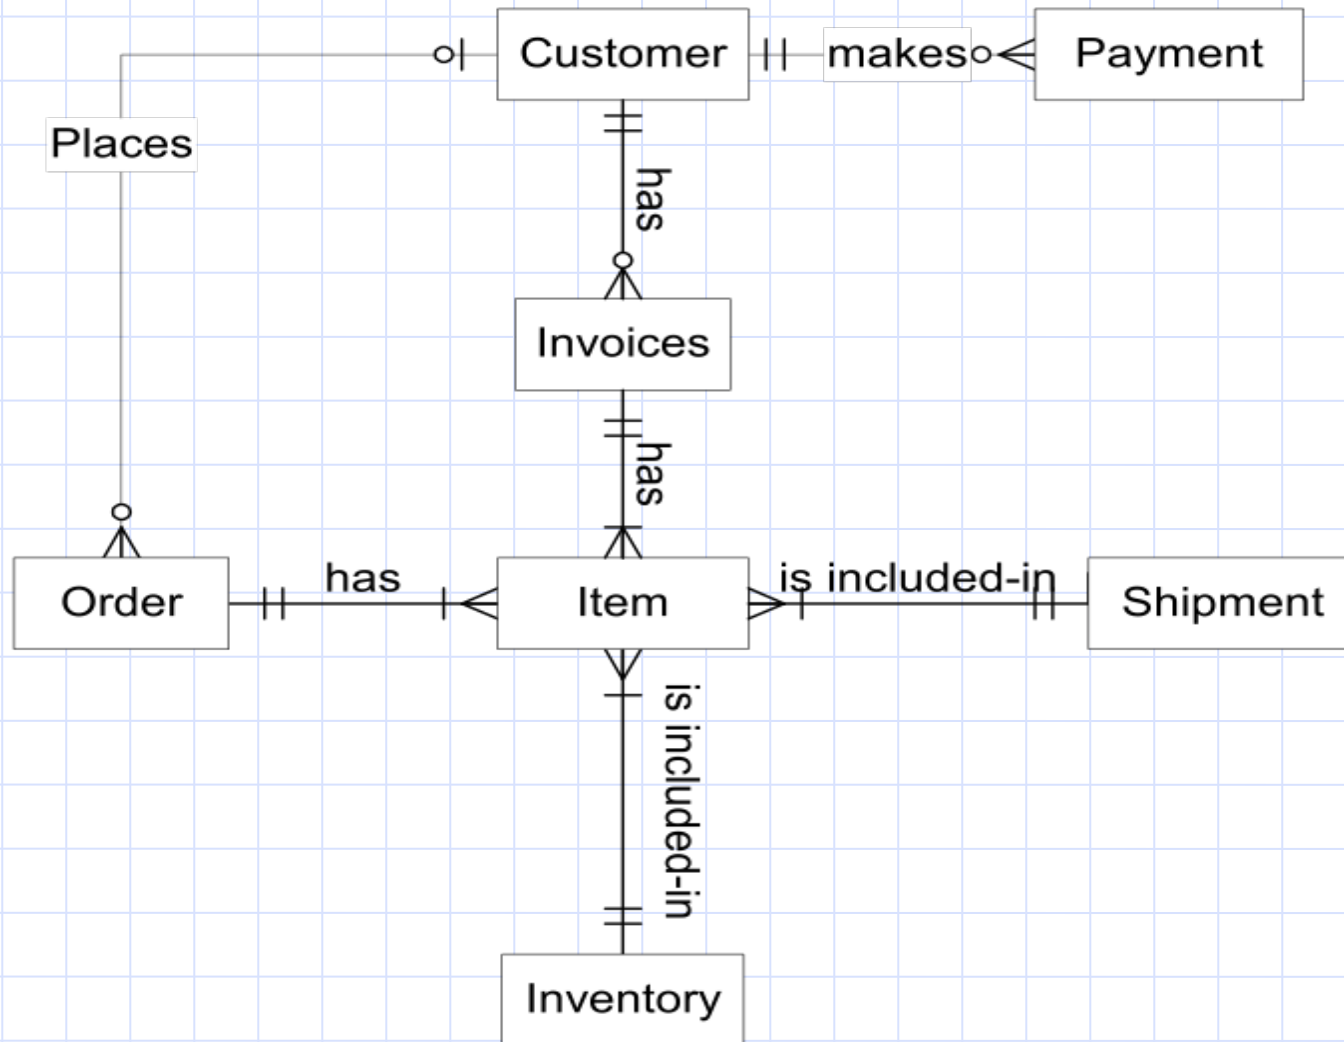 Customer
makes
Payment
Places
has
Invoices
has
Order
has
Item
is included-in
Shipment
is included-in
Inventory